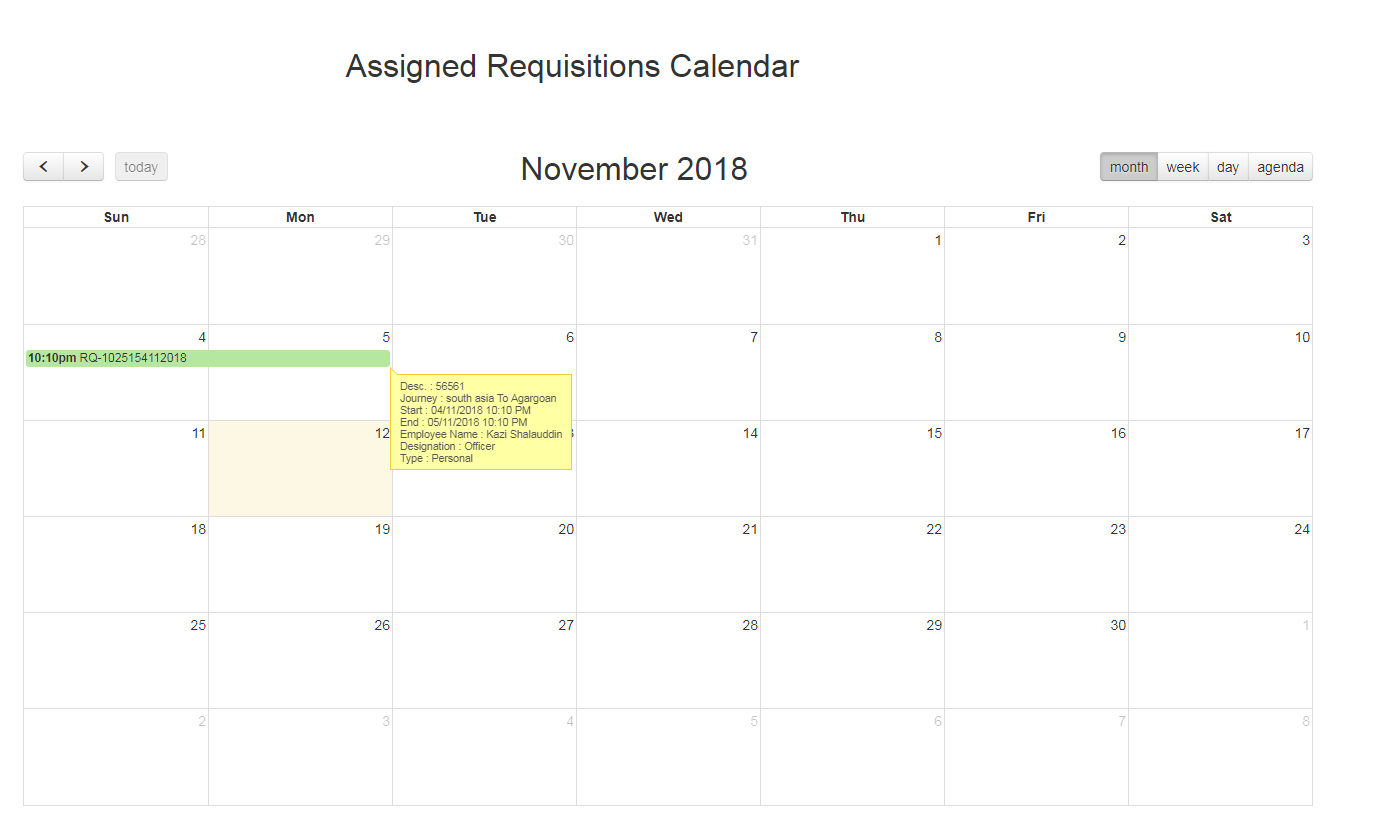 Assigned Requisitions Calendar
today
November 2018
month week day agenda
Sun Mon Tue Wed Thu Fri Sat
28 29 30 31 1 2 3
4 5 6 7 8 9 10
10:10pm RQ-1025154112018
Desc. : 56561
Journey : south asia To Agargoan
Start : 04/11/2018 10:10 PM
End : 05/11/2018 10:10 PM
Employee Name : Kazi Shalauddin
Designation : Officer
Type : Personal
11 12 14 15 16 17
18 19 20 21 22 23 24
25 26 27 28 29 30 1
2 3 4 5 6 7 8